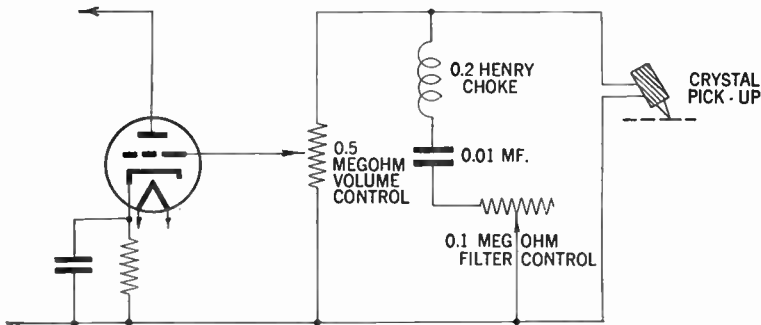 0.2 HENRY
CHOKE
CRYSTAL
PICK-UP
0.5
MEGOHM
VOLUME
CONTROL
0.01 MF.
0.1 MEGOHM
FILTER CONTROL